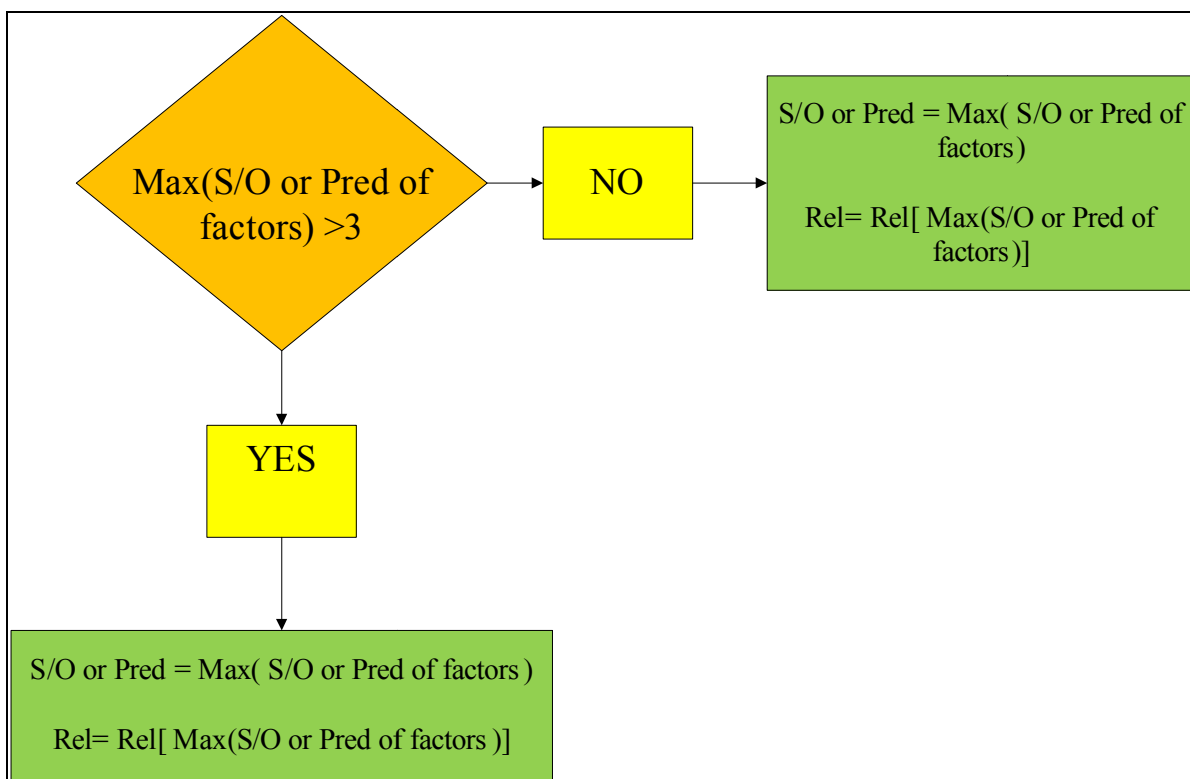 Max(S/O or Pred of
factors) >3
NO
S/O or Pred = Max( S/O or Pred of
factors)
Rel= Rel[ Max(S/O or Pred of
factors)]
YES
S/O or Pred = Max( S/O or Pred of factors)
Rel= Rel[ Max(S/O or Pred of factors)]